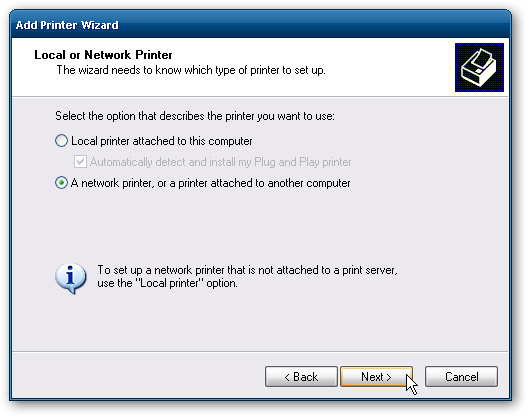 Add Printer Wizard
Local or Network Printer
The wizard needs to know which type of printer to set up.
Select the option that describes the printer you want to use:
Local printer attached to this computer
Automatically detect and install my Plug and Play printer
A network printer, or a printer attached to another computer
To set up a network printer that is not attached to a print server,
use the "Local printer" option.
< Back
Next >
Cancel